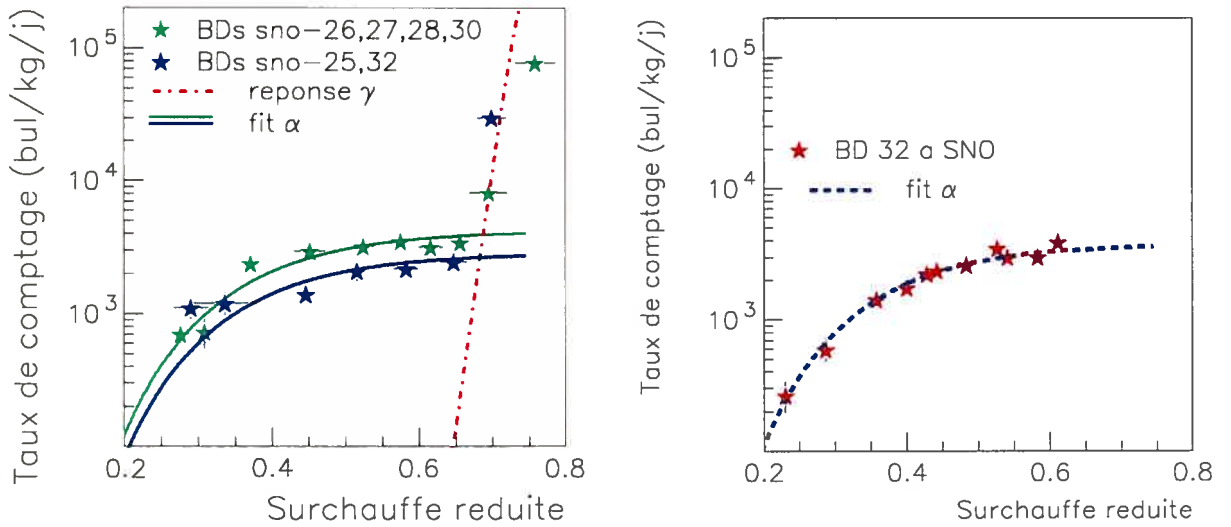 Taux de comptage (bul/kg/j)
10^5
10^4
10^3
BDs sno-26,27,28,30
BDs sno-25,32
reponse γ
fit α
0.2 0.4 0.6 0.8
Surchauffe reduite
Taux de comptage (bul/kg/j)
10^5
10^4
10^3
BD 32 a SNO
fit α
0.2 0.4 0.6 0.8
Surchauffe reduite